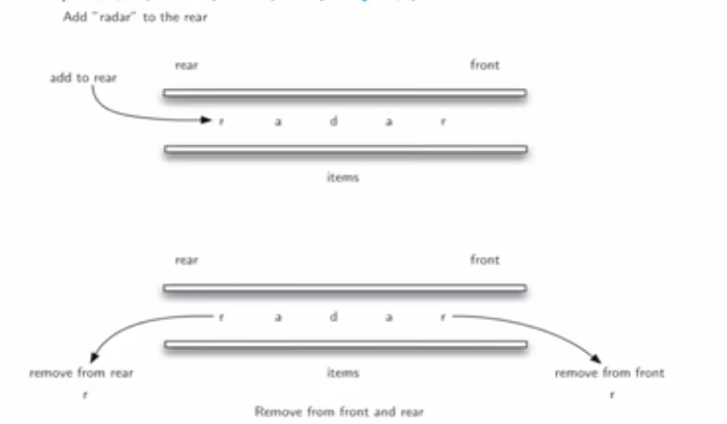 Add "radar" to the rear
rear front
add to rear
r a d a r
items
rear front
r a d a r
remove from rear items remove from front
r r
Remove from front and rear